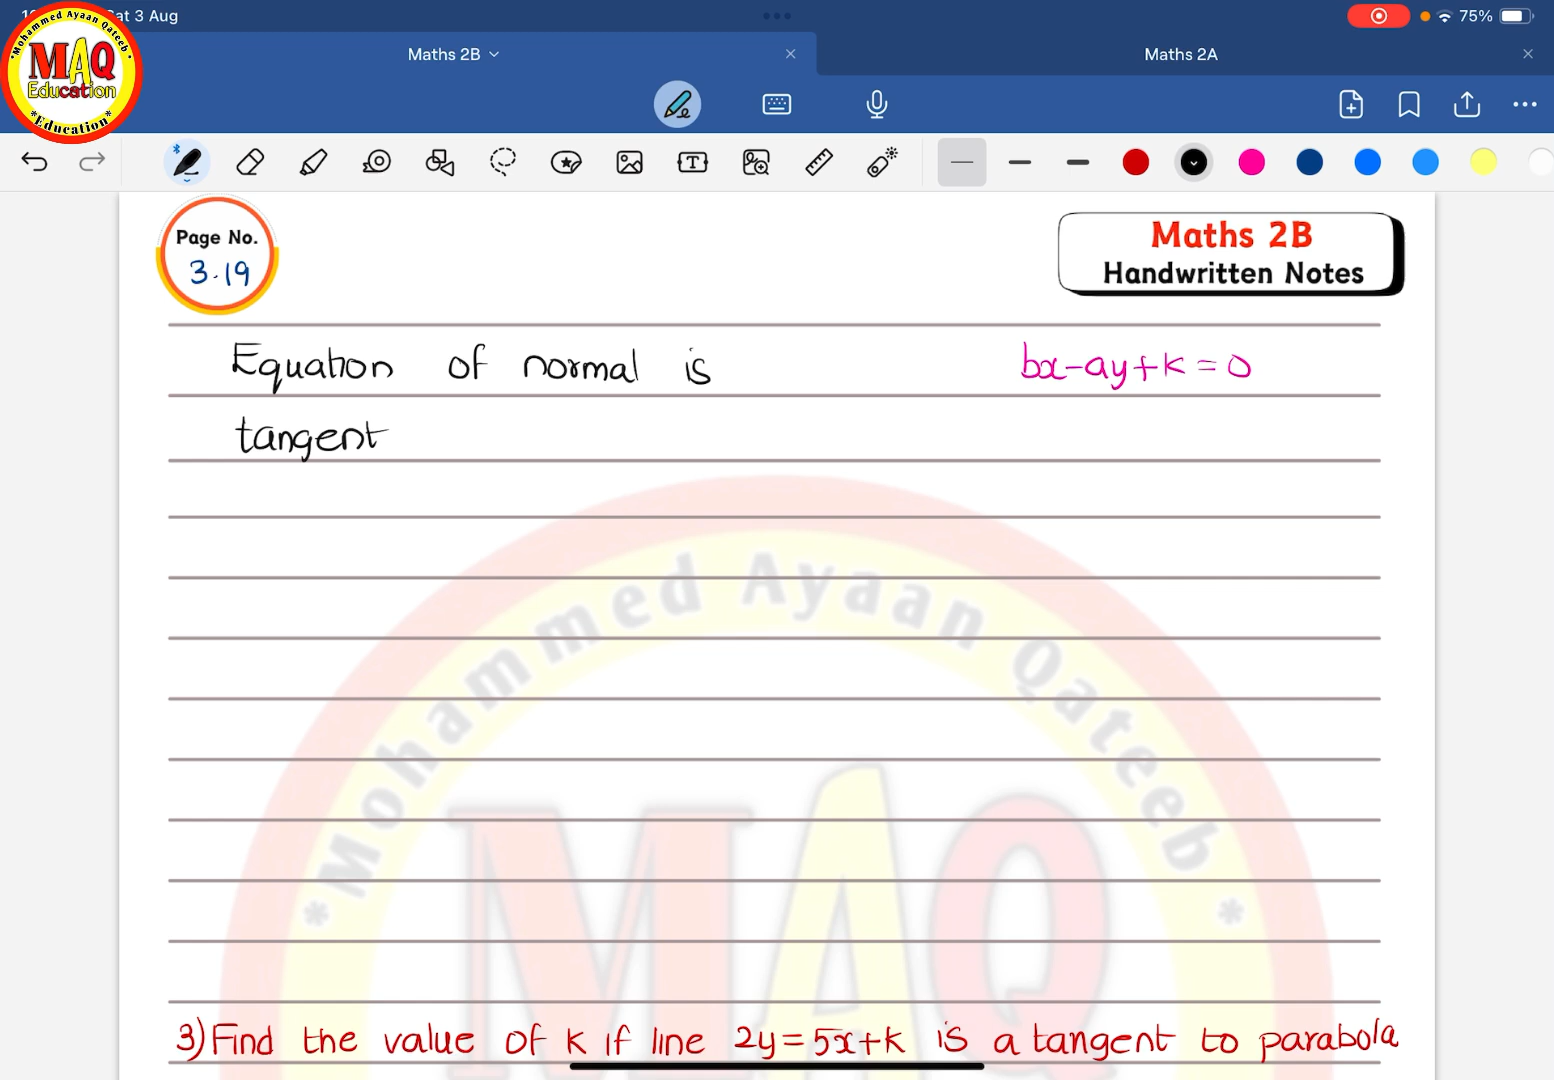 Sat 3 Aug
75%
Mohammed Ayaan Qateeb
MAQ
Education
*Education*
Maths 2B
Maths 2A
Page No.
3.19
Maths 2B
Handwritten Notes
Equation of normal is
bx-ay+k=0
tangent
* Mohammed Ayaan Qateeb *
MAQ
3) Find the value of k if line 2y=5x+k is a tangent to parabola